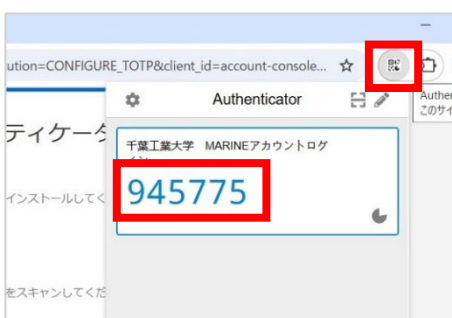 ution=CONFIGURE_TOTP&client_id=account-console...
Authenticator
Authen
このサイ
ティケータ
千葉工業大学 MARINEアカウントログ
イン
945775
インストールしてく
をスキャンしてくだ